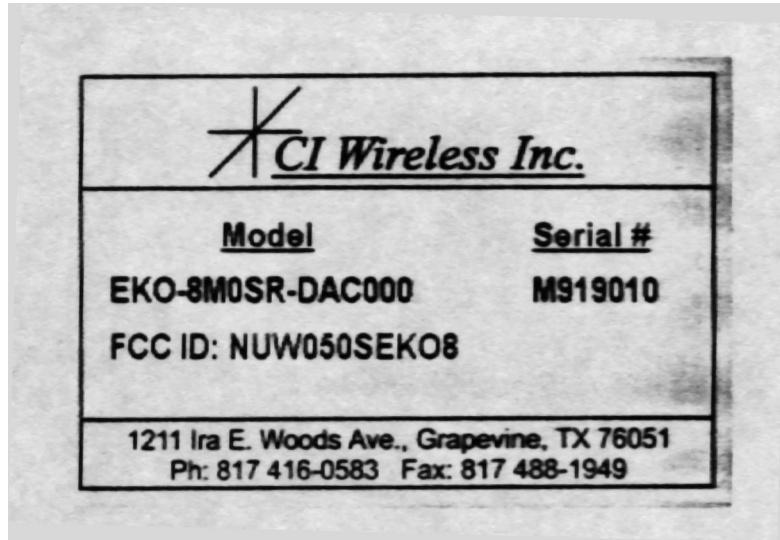 CI Wireless Inc.
Model Serial #
EKO-8M0SR-DAC000 M919010
FCC ID: NUW050SEKO8
1211 Ira E. Woods Ave., Grapevine, TX 76051
Ph: 817 416-0583 Fax: 817 488-1949